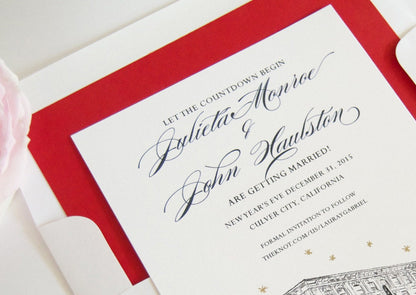 LET THE COUNTDOWN BEGIN
Julieta Monroe
&
John Haulston
ARE GETTING MARRIED!
NEW YEAR'S EVE DECEMBER 31, 2015
CULVER CITY, CALIFORNIA
FORMAL INVITATION TO FOLLOW
THEKNOT.COM/US/LAURAYGABRIEL